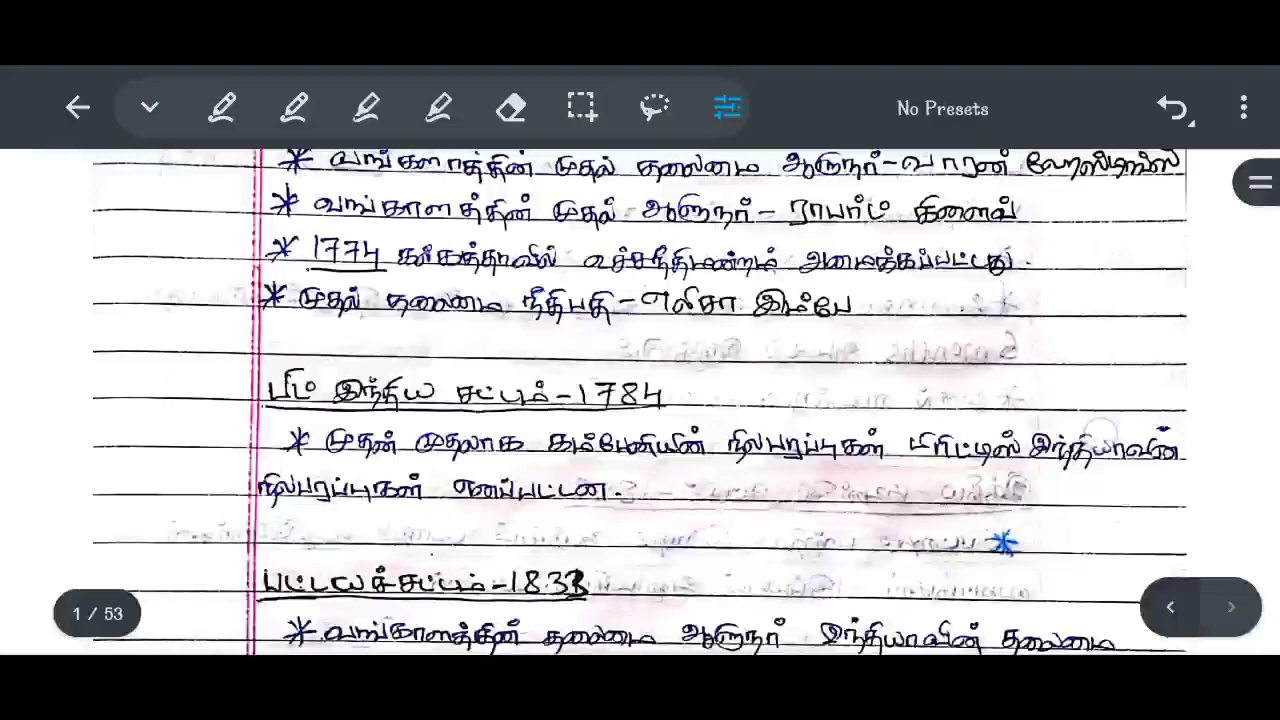 No Presets
* வங்காளத்தின் முதல் தலைமை ஆளுநர்-வாரன் ஹேஸ்டிங்ஸ்
* வங்காளத்தின் முதல் ஆளுநர் - ராபர்ட் கிளைவ்
* 1774 கல்கத்தாவில் உச்சநீதிமன்றம் அமைக்கப்பட்டது.
* முதல் தலைமை நீதிபதி - எலிசா இம்பே
பிட் இந்திய சட்டம் - 1784
* முதன் முதலாக கம்பேனியின் நிலபரப்புகள் பிரிட்டிஸ் இந்தியாவின்
நிலபரப்புகள் எனப்பட்டன.
பட்டயச்சட்டம் - 1833
* வங்காளத்தின் தலைமை ஆளுநர் இந்தியாவின் தலைமை
1 / 53